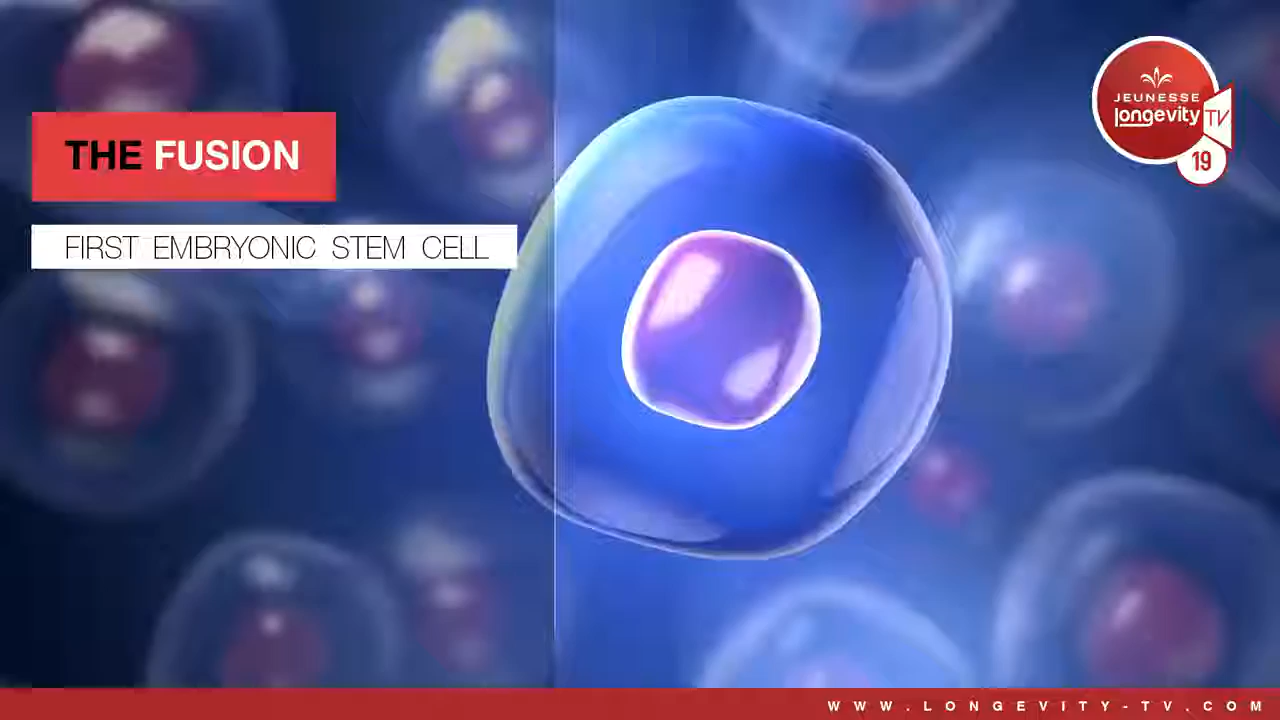 THE FUSION
FIRST EMBRYONIC STEM CELL
JEUNESSE
longevity
TV
19
WWW.LONGEVITY-TV.COM